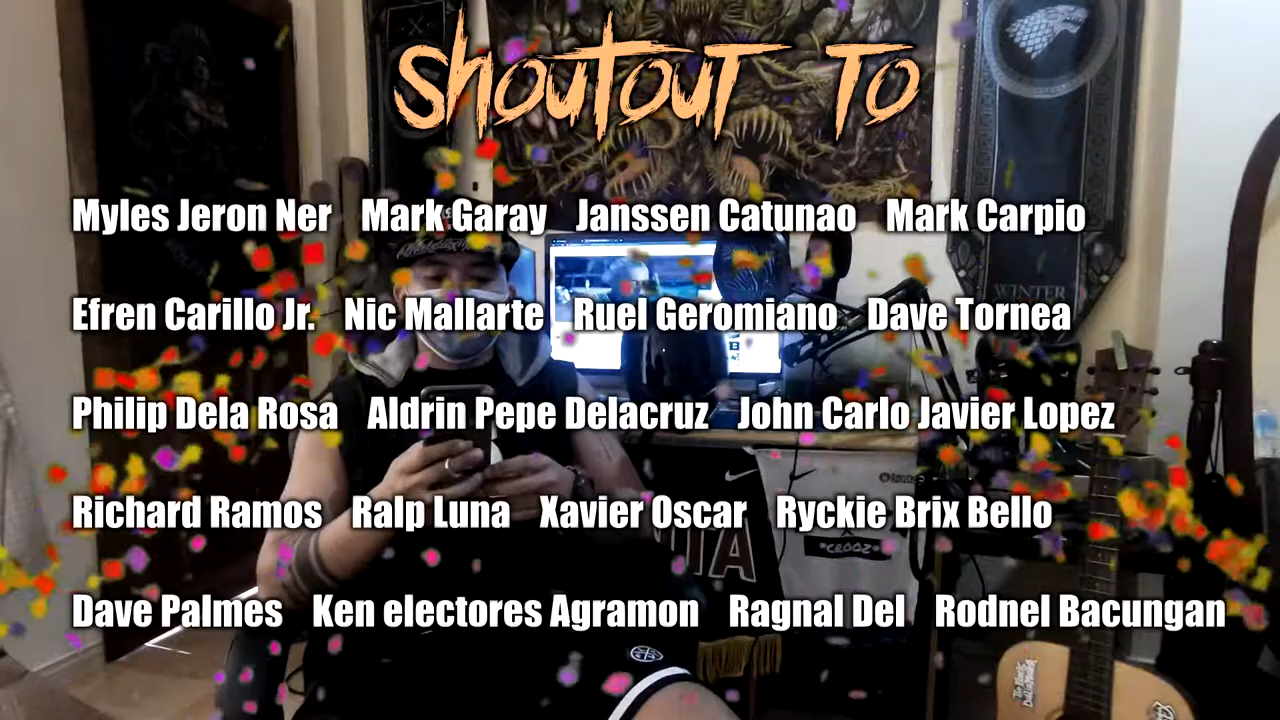 Shoutout To
Myles Jeron Ner Mark Garay Janssen Catunao Mark Carpio
Efren Carillo Jr. Nic Mallarte Ruel Geromiano Dave Tornea
Philip Dela Rosa Aldrin Pepe Delacruz John Carlo Javier Lopez
Richard Ramos Ralp Luna Xavier Oscar Ryckie Brix Bello
Dave Palmes Ken electores Agramon Ragnal Del Rodnel Bacungan
WINTER